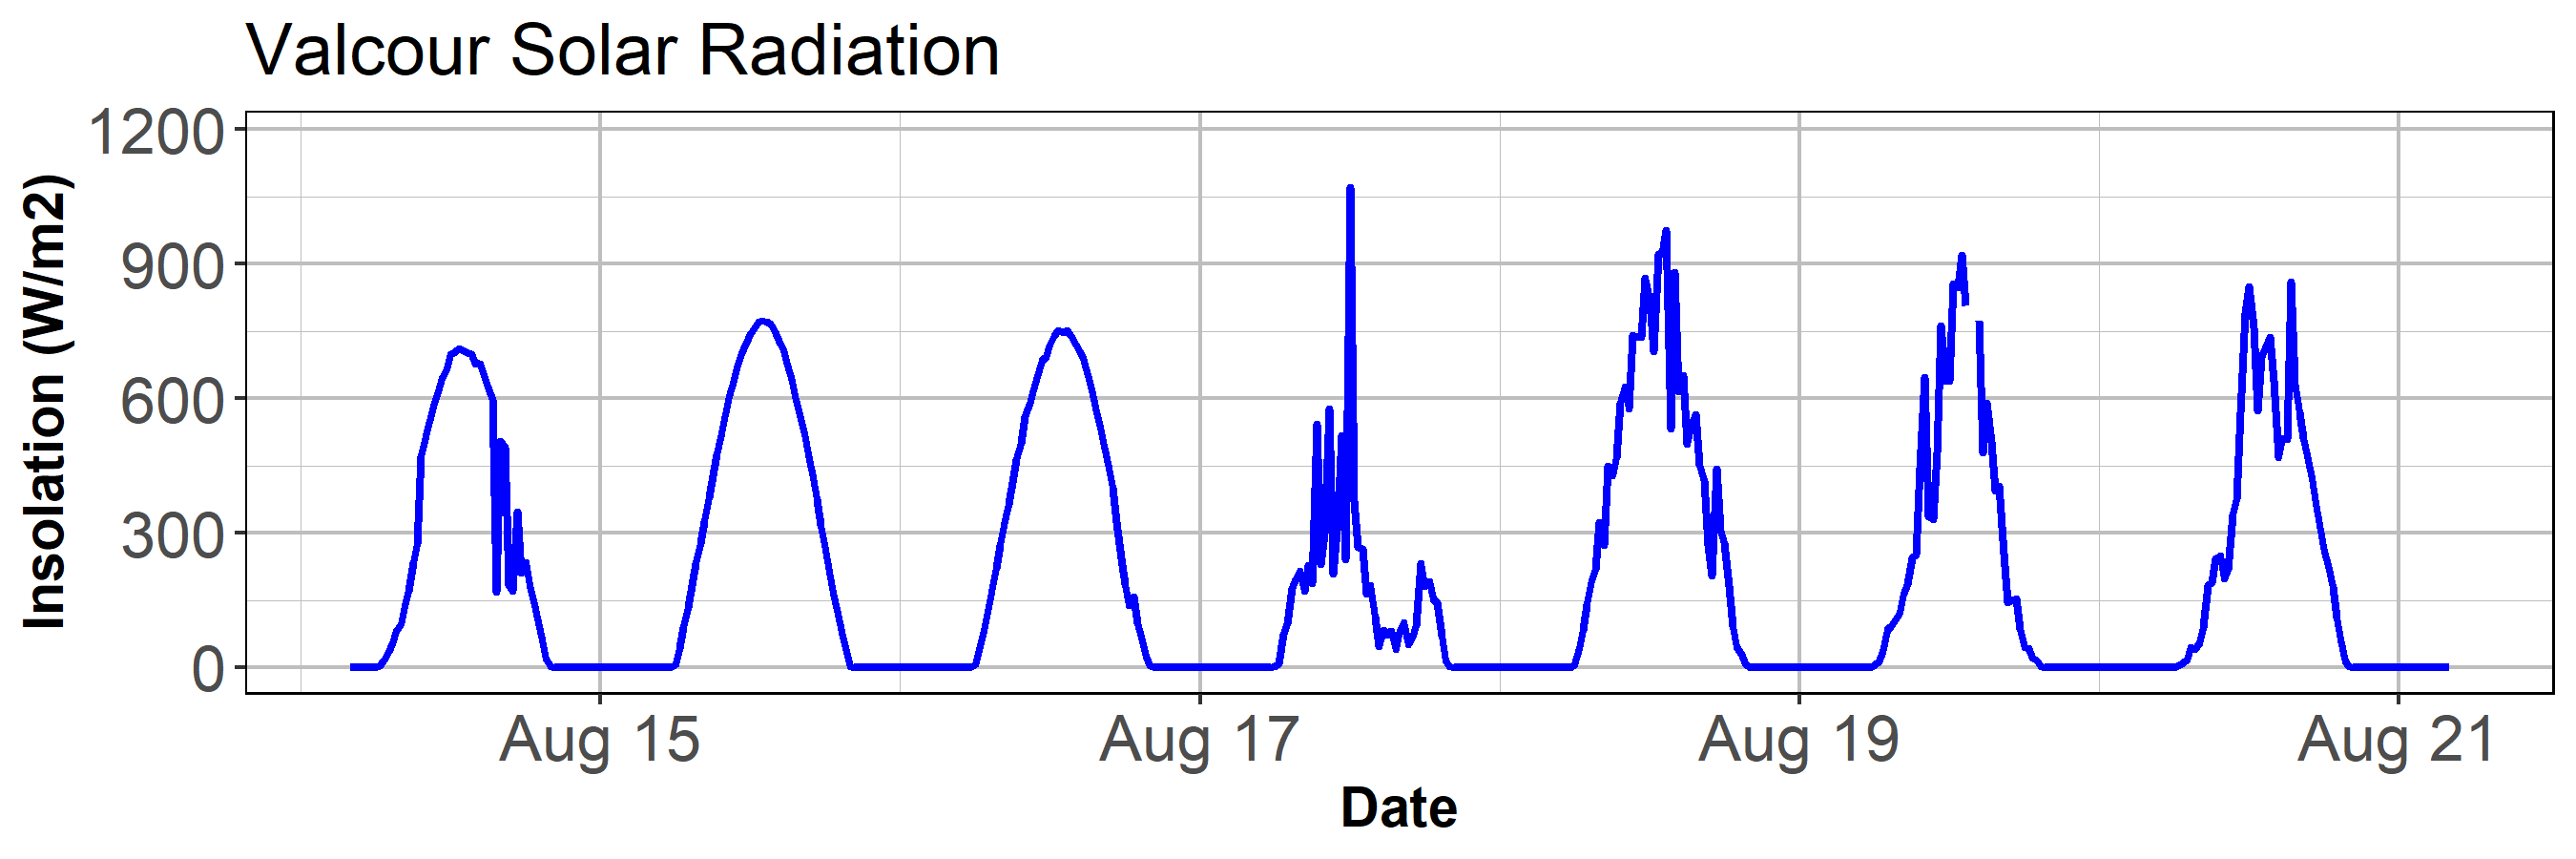 Valcour Solar Radiation
Insolation (W/m2)
1200
900
600
300
0
Aug 15
Aug 17
Aug 19
Aug 21
Date